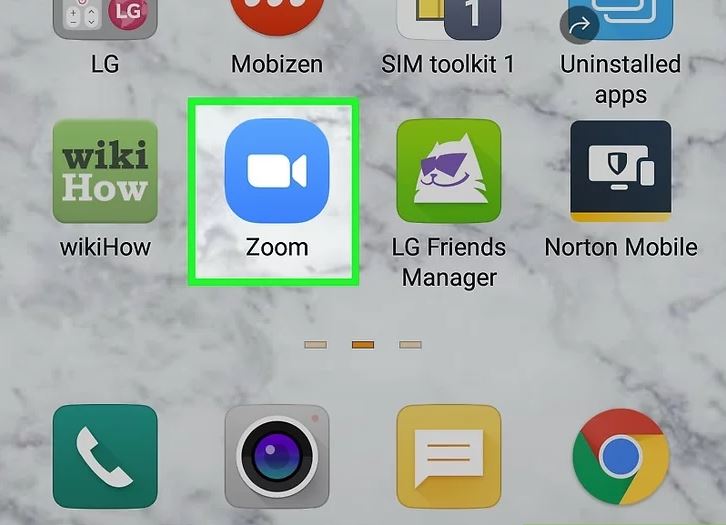 LG
LG
Mobizen
1
SIM toolkit 1
Uninstalled
apps
wiki
How
wikiHow
Zoom
LG Friends
Manager
Norton Mobile